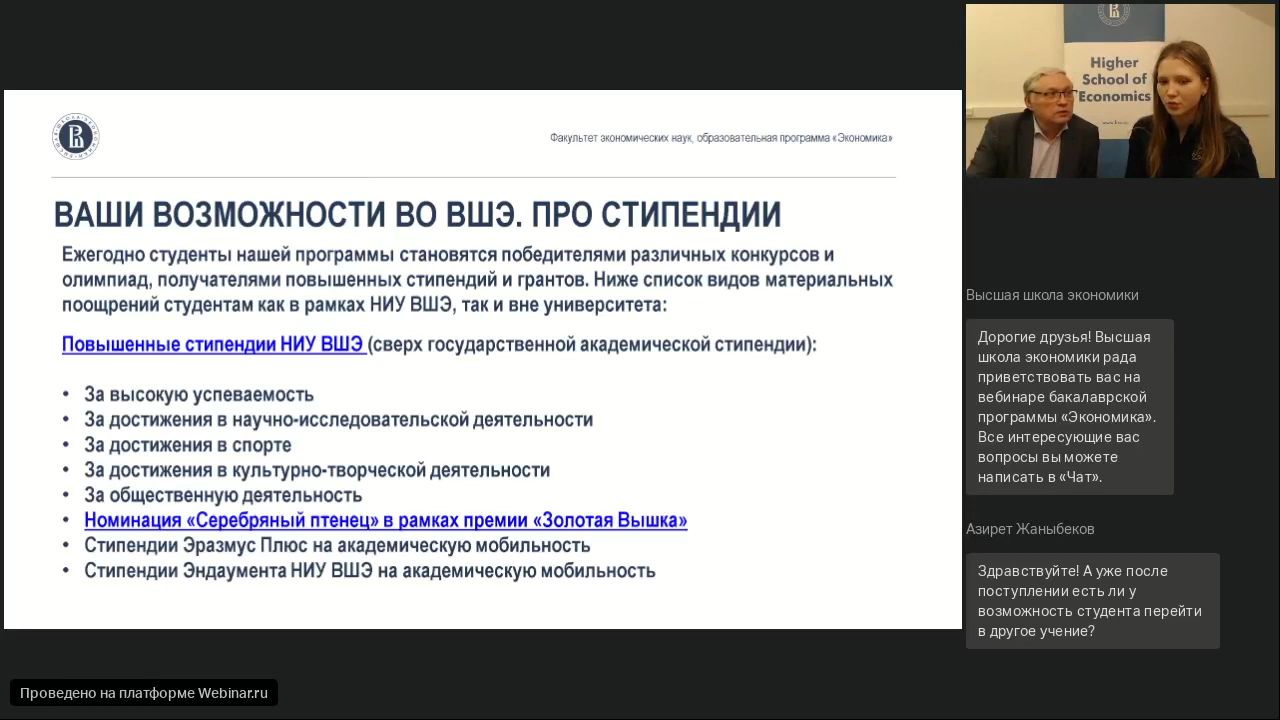 Факультет экономических наук, образовательная программа «Экономика»
ВАШИ ВОЗМОЖНОСТИ ВО ВШЭ. ПРО СТИПЕНДИИ
Ежегодно студенты нашей программы становятся победителями различных конкурсов и
олимпиад, получателями повышенных стипендий и грантов. Ниже список видов материальных
поощрений студентам как в рамках НИУ ВШЭ, так и вне университета:
Повышенные стипендии НИУ ВШЭ (сверх государственной академической стипендии):
• За высокую успеваемость
• За достижения в научно-исследовательской деятельности
• За достижения в спорте
• За достижения в культурно-творческой деятельности
• За общественную деятельность
• Номинация «Серебряный птенец» в рамках премии «Золотая Вышка»
• Стипендии Эразмус Плюс на академическую мобильность
• Стипендии Эндаумента НИУ ВШЭ на академическую мобильность
Higher
School of
Economics
Высшая школа экономики
Дорогие друзья! Высшая
школа экономики рада
приветствовать вас на
вебинаре бакалаврской
программы «Экономика».
Все интересующие вас
вопросы вы можете
написать в «Чат».
Азирет Жаныбеков
Здравствуйте! А уже после
поступлении есть ли у
возможность студента перейти
в другое учение?
Проведено на платформе Webinar.ru